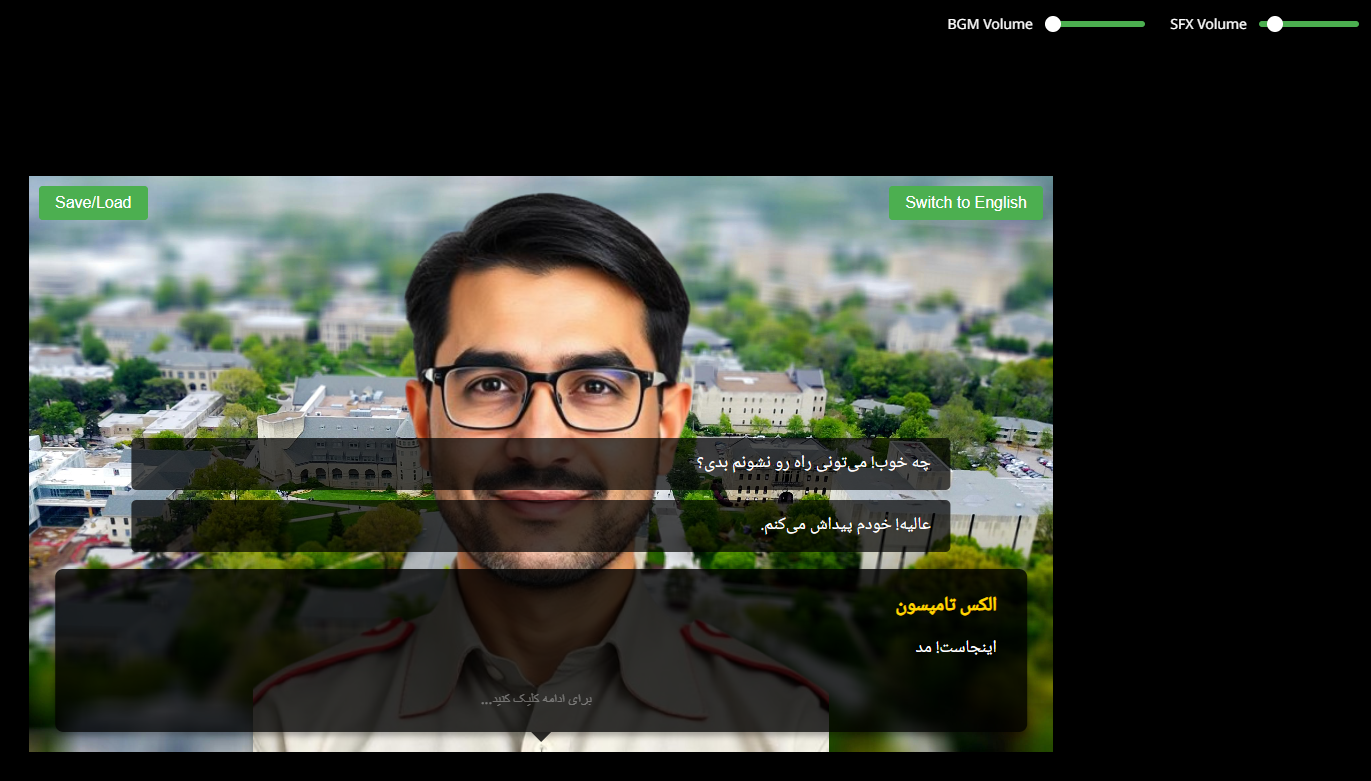 BGM Volume
SFX Volume
Save/Load
Switch to English
چه خوب! می‌تونی راه رو نشونم بدی؟
عالیه! خودم پیداش می‌کنم.
الکس تامپسون
اینجاست! مد
برای ادامه کلیک کنید...